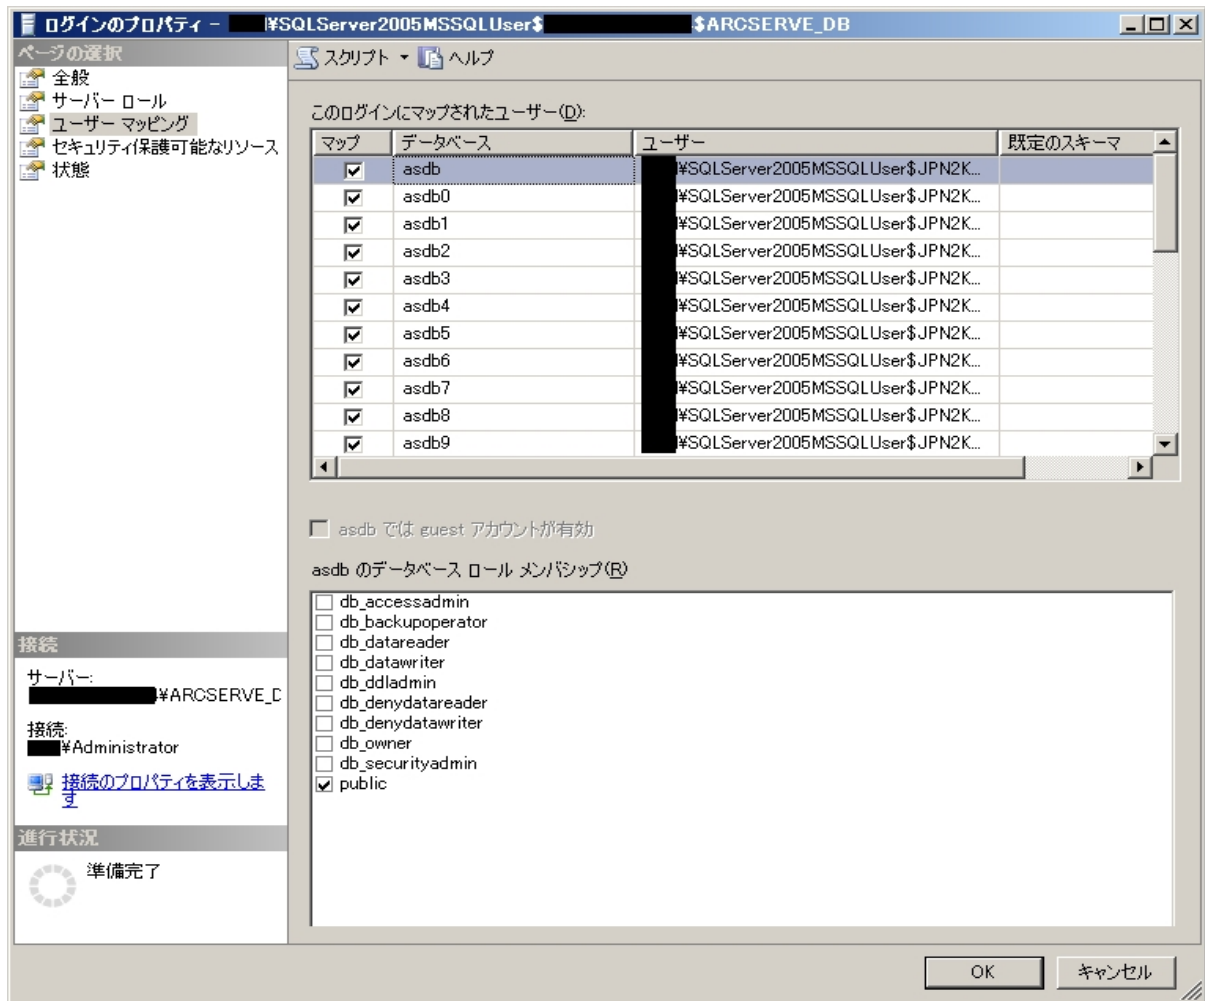 ログインのプロパティ - ¥SQLServer2005MSSQLUser$ $ARCSERVE_DB
ページの選択
全般
サーバー ロール
ユーザー マッピング
セキュリティ保護可能なリソース
状態
スクリプト ヘルプ
このログインにマップされたユーザー(D):
マップ データベース ユーザー 既定のスキーマ
asdb ¥SQLServer2005MSSQLUser$JPN2K...
asdb0 ¥SQLServer2005MSSQLUser$JPN2K...
asdb1 ¥SQLServer2005MSSQLUser$JPN2K...
asdb2 ¥SQLServer2005MSSQLUser$JPN2K...
asdb3 ¥SQLServer2005MSSQLUser$JPN2K...
asdb4 ¥SQLServer2005MSSQLUser$JPN2K...
asdb5 ¥SQLServer2005MSSQLUser$JPN2K...
asdb6 ¥SQLServer2005MSSQLUser$JPN2K...
asdb7 ¥SQLServer2005MSSQLUser$JPN2K...
asdb8 ¥SQLServer2005MSSQLUser$JPN2K...
asdb9 ¥SQLServer2005MSSQLUser$JPN2K...
asdb では guest アカウントが有効
asdb のデータベース ロール メンバシップ(R)
db_accessadmin
db_backupoperator
db_datareader
db_datawriter
db_ddladmin
db_denydatareader
db_denydatawriter
db_owner
db_securityadmin
public
接続
サーバー:
¥ARCSERVE_D
接続:
¥Administrator
接続のプロパティを表示しま
す
進行状況
準備完了
OK キャンセル